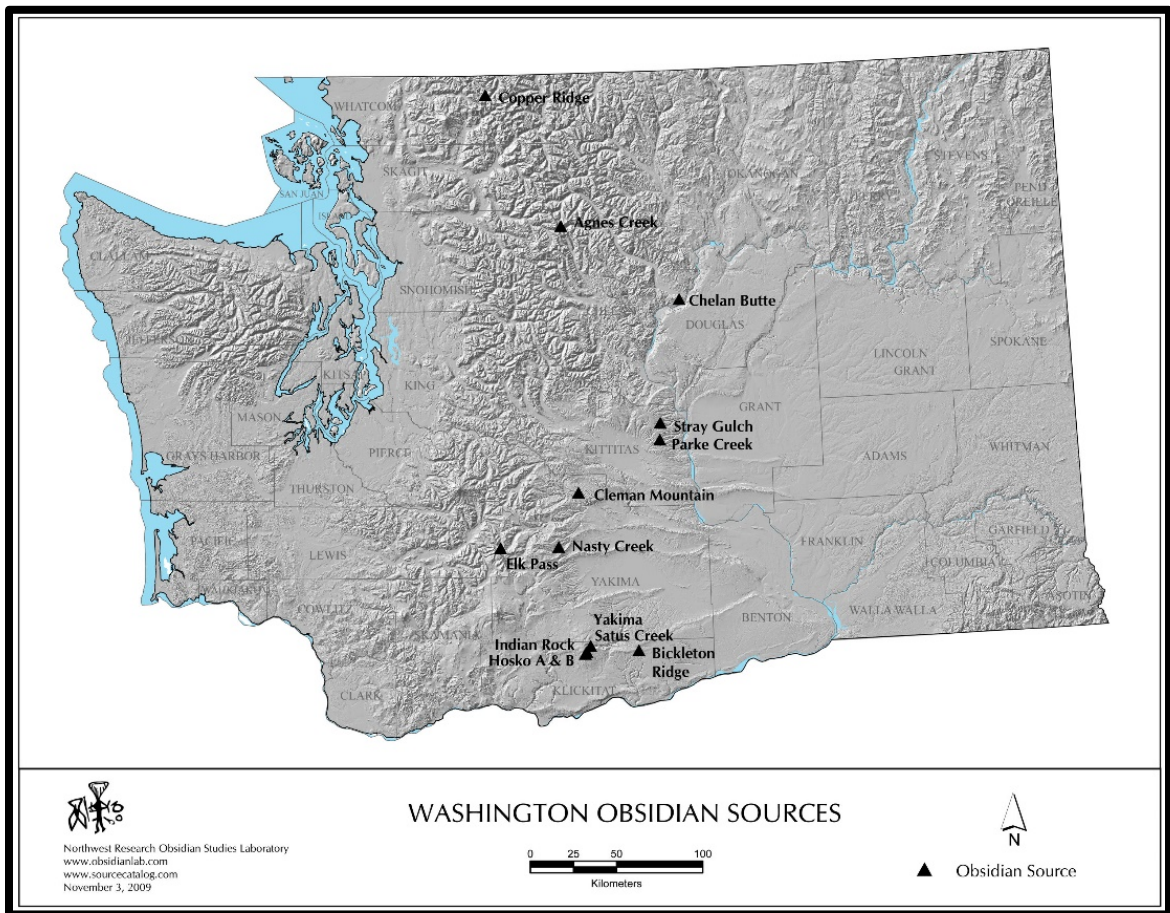 Copper Ridge
WHATCOM
STEVENS
OKANOGAN
SKAGIT
PEND
OREILLE
SAN JUAN
ISLAND
Agnes Creek
CLALLAM
SNOHOMISH
Chelan Butte
DOUGLAS
JEFFERSON
SPOKANE
LINCOLN
GRANT
KITSAP
KING
MASON
GRANT
Stray Gulch
Parke Creek
KITTITAS
WHITMAN
PIERCE
ADAMS
GRAYS HARBOR
THURSTON
Cleman Mountain
GARFIELD
PACIFIC
FRANKLIN
LEWIS
Nasty Creek
Elk Pass
COLUMBIA
YAKIMA
ASOTIN
COWLITZ
WALLA WALLA
BENTON
SKAMANIA
Yakima
Satus Creek
Indian Rock
Hosko A & B
Bickleton
Ridge
KLICKITAT
CLARK
WASHINGTON OBSIDIAN SOURCES
Northwest Research Obsidian Studies Laboratory
www.obsidianlab.com
www.sourcecatalog.com
November 3, 2009
0 25 50 100
Kilometers
N
Obsidian Source